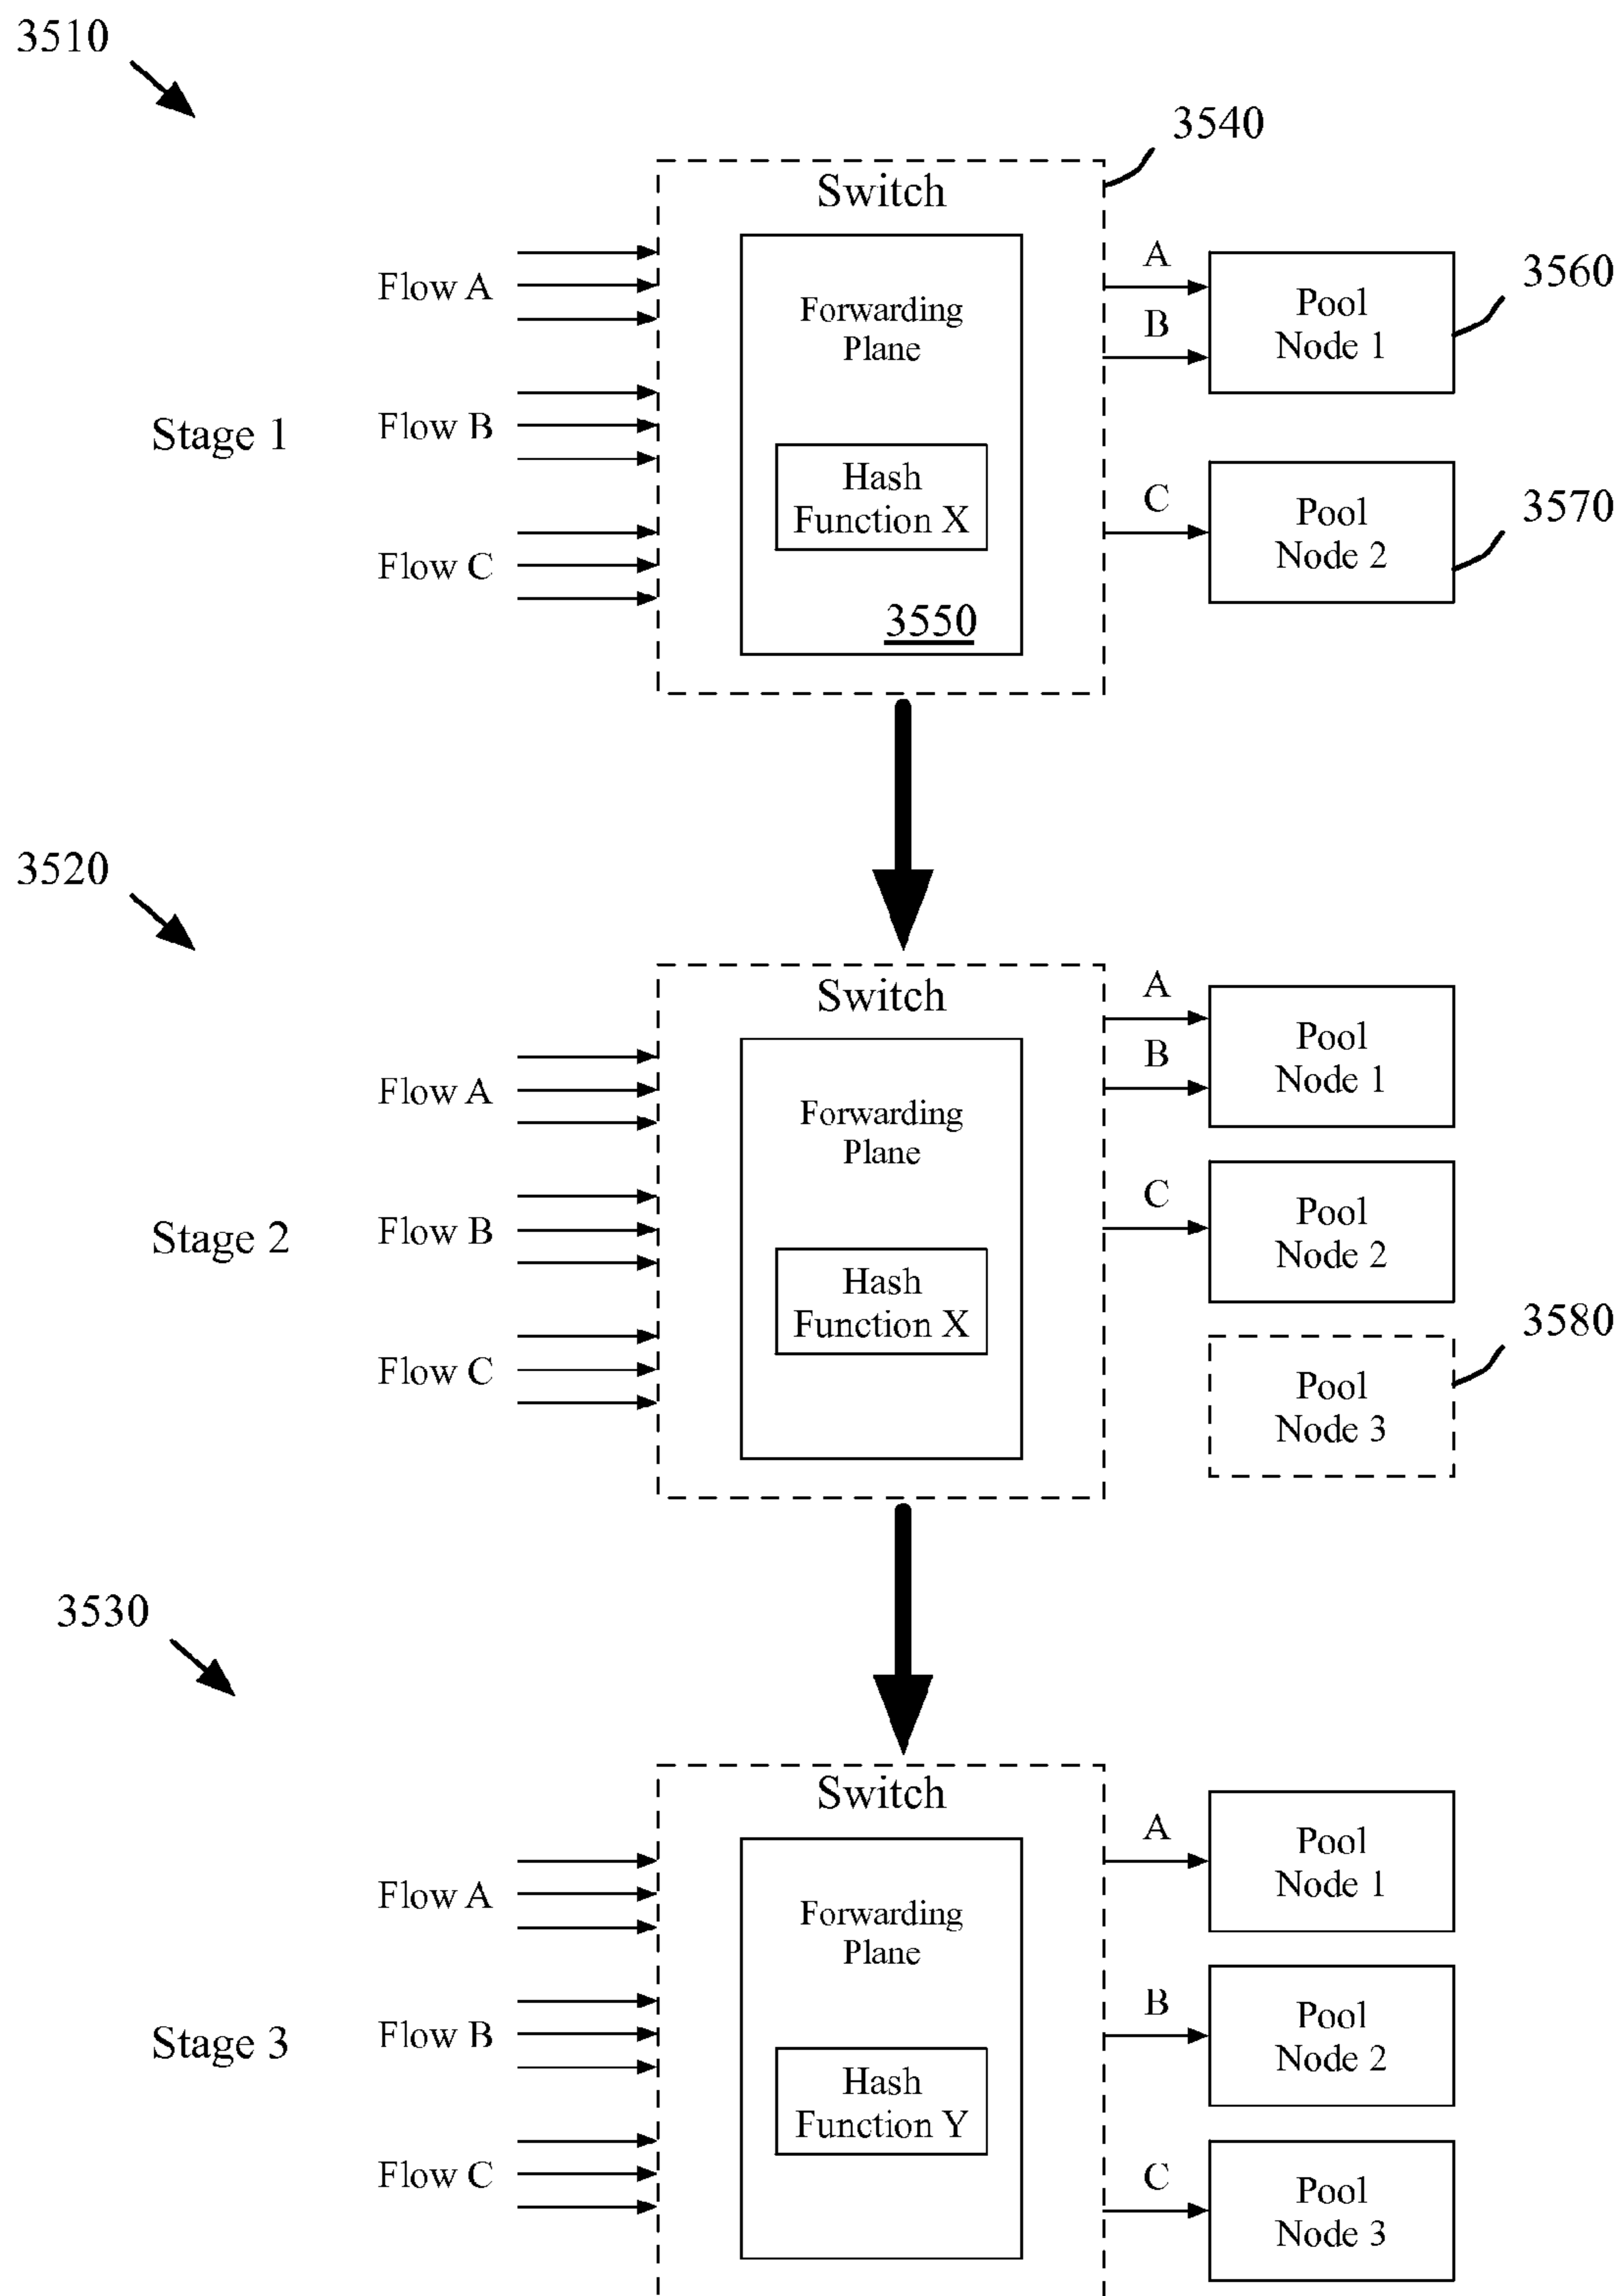 3510
3540
Switch
A
3560
Flow A
Forwarding
Plane
Pool
Node 1
B
Stage 1
Flow B
Hash
Function X
C
Pool
Node 2
3570
Flow C
3550
3520
Switch
A
Pool
Node 1
Flow A
Forwarding
Plane
B
Stage 2
Flow B
C
Pool
Node 2
Hash
Function X
3580
Flow C
Pool
Node 3
3530
Switch
A
Pool
Node 1
Flow A
Forwarding
Plane
Stage 3
Flow B
B
Pool
Node 2
Hash
Function Y
Flow C
C
Pool
Node 3